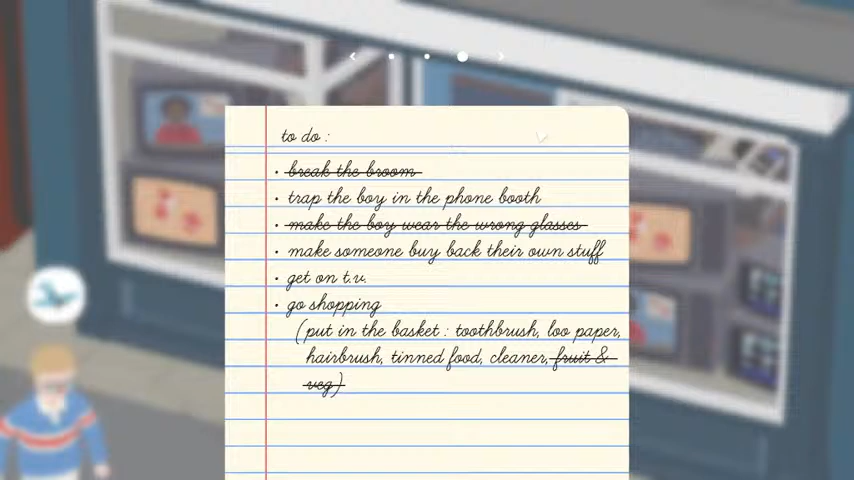 to do :
• break the broom
• trap the boy in the phone booth
• make the boy wear the wrong glasses
• make someone buy back their own stuff
• get on t.v.
• go shopping
(put in the basket : toothbrush, loo paper,
hairbrush, tinned food, cleaner, fruit &
veg)